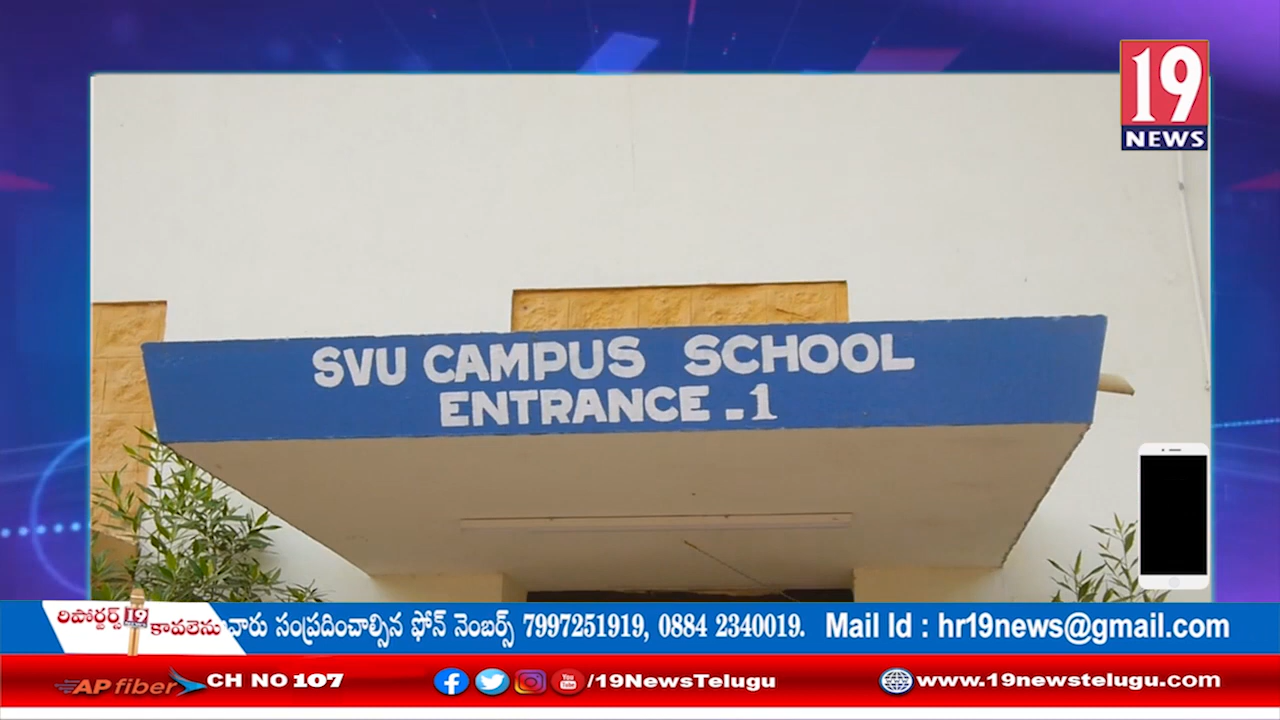 19
NEWS
SVU CAMPUS SCHOOL
ENTRANCE - 1
రిపోర్టర్స్ 19
కావలెను
వారు సంప్రదించాల్సిన ఫోన్ నెంబర్స్ 7997251919, 0884 2340019. Mail Id : hr19news@gmail.com
AP fiber CH NO 107 /19NewsTelugu www.19newstelugu.com